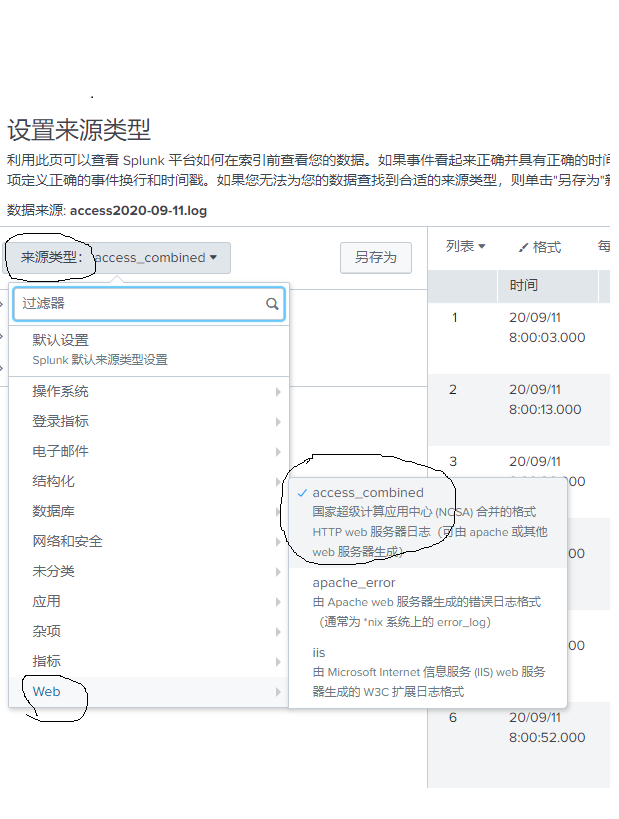 设置来源类型
利用此页可以查看 Splunk 平台如何在索引前查看您的数据。如果事件看起来正确并具有正确的时间
项定义正确的事件换行和时间戳。如果您无法为您的数据查找到合适的来源类型，则单击"另存为"
数据来源: access2020-09-11.log
来源类型: access_combined
另存为
列表
格式
每
过滤器
时间
默认设置
Splunk 默认来源类型设置
1
20/09/11
8:00:03.000
操作系统
2
20/09/11
8:00:13.000
登录指标
电子邮件
3
20/09/11
结构化
数据库
网络和安全
未分类
应用
杂项
指标
Web
access_combined
国家超级计算应用中心 (NCSA) 合并的格式
HTTP web 服务器日志（可由 apache 或其他
web 服务器生成）
apache_error
由 Apache web 服务器生成的错误日志格式
（通常为 *nix 系统上的 error_log）
iis
由 Microsoft Internet 信息服务 (IIS) web 服务
器生成的 W3C 扩展日志格式
00
00
00
6
20/09/11
8:00:52.000